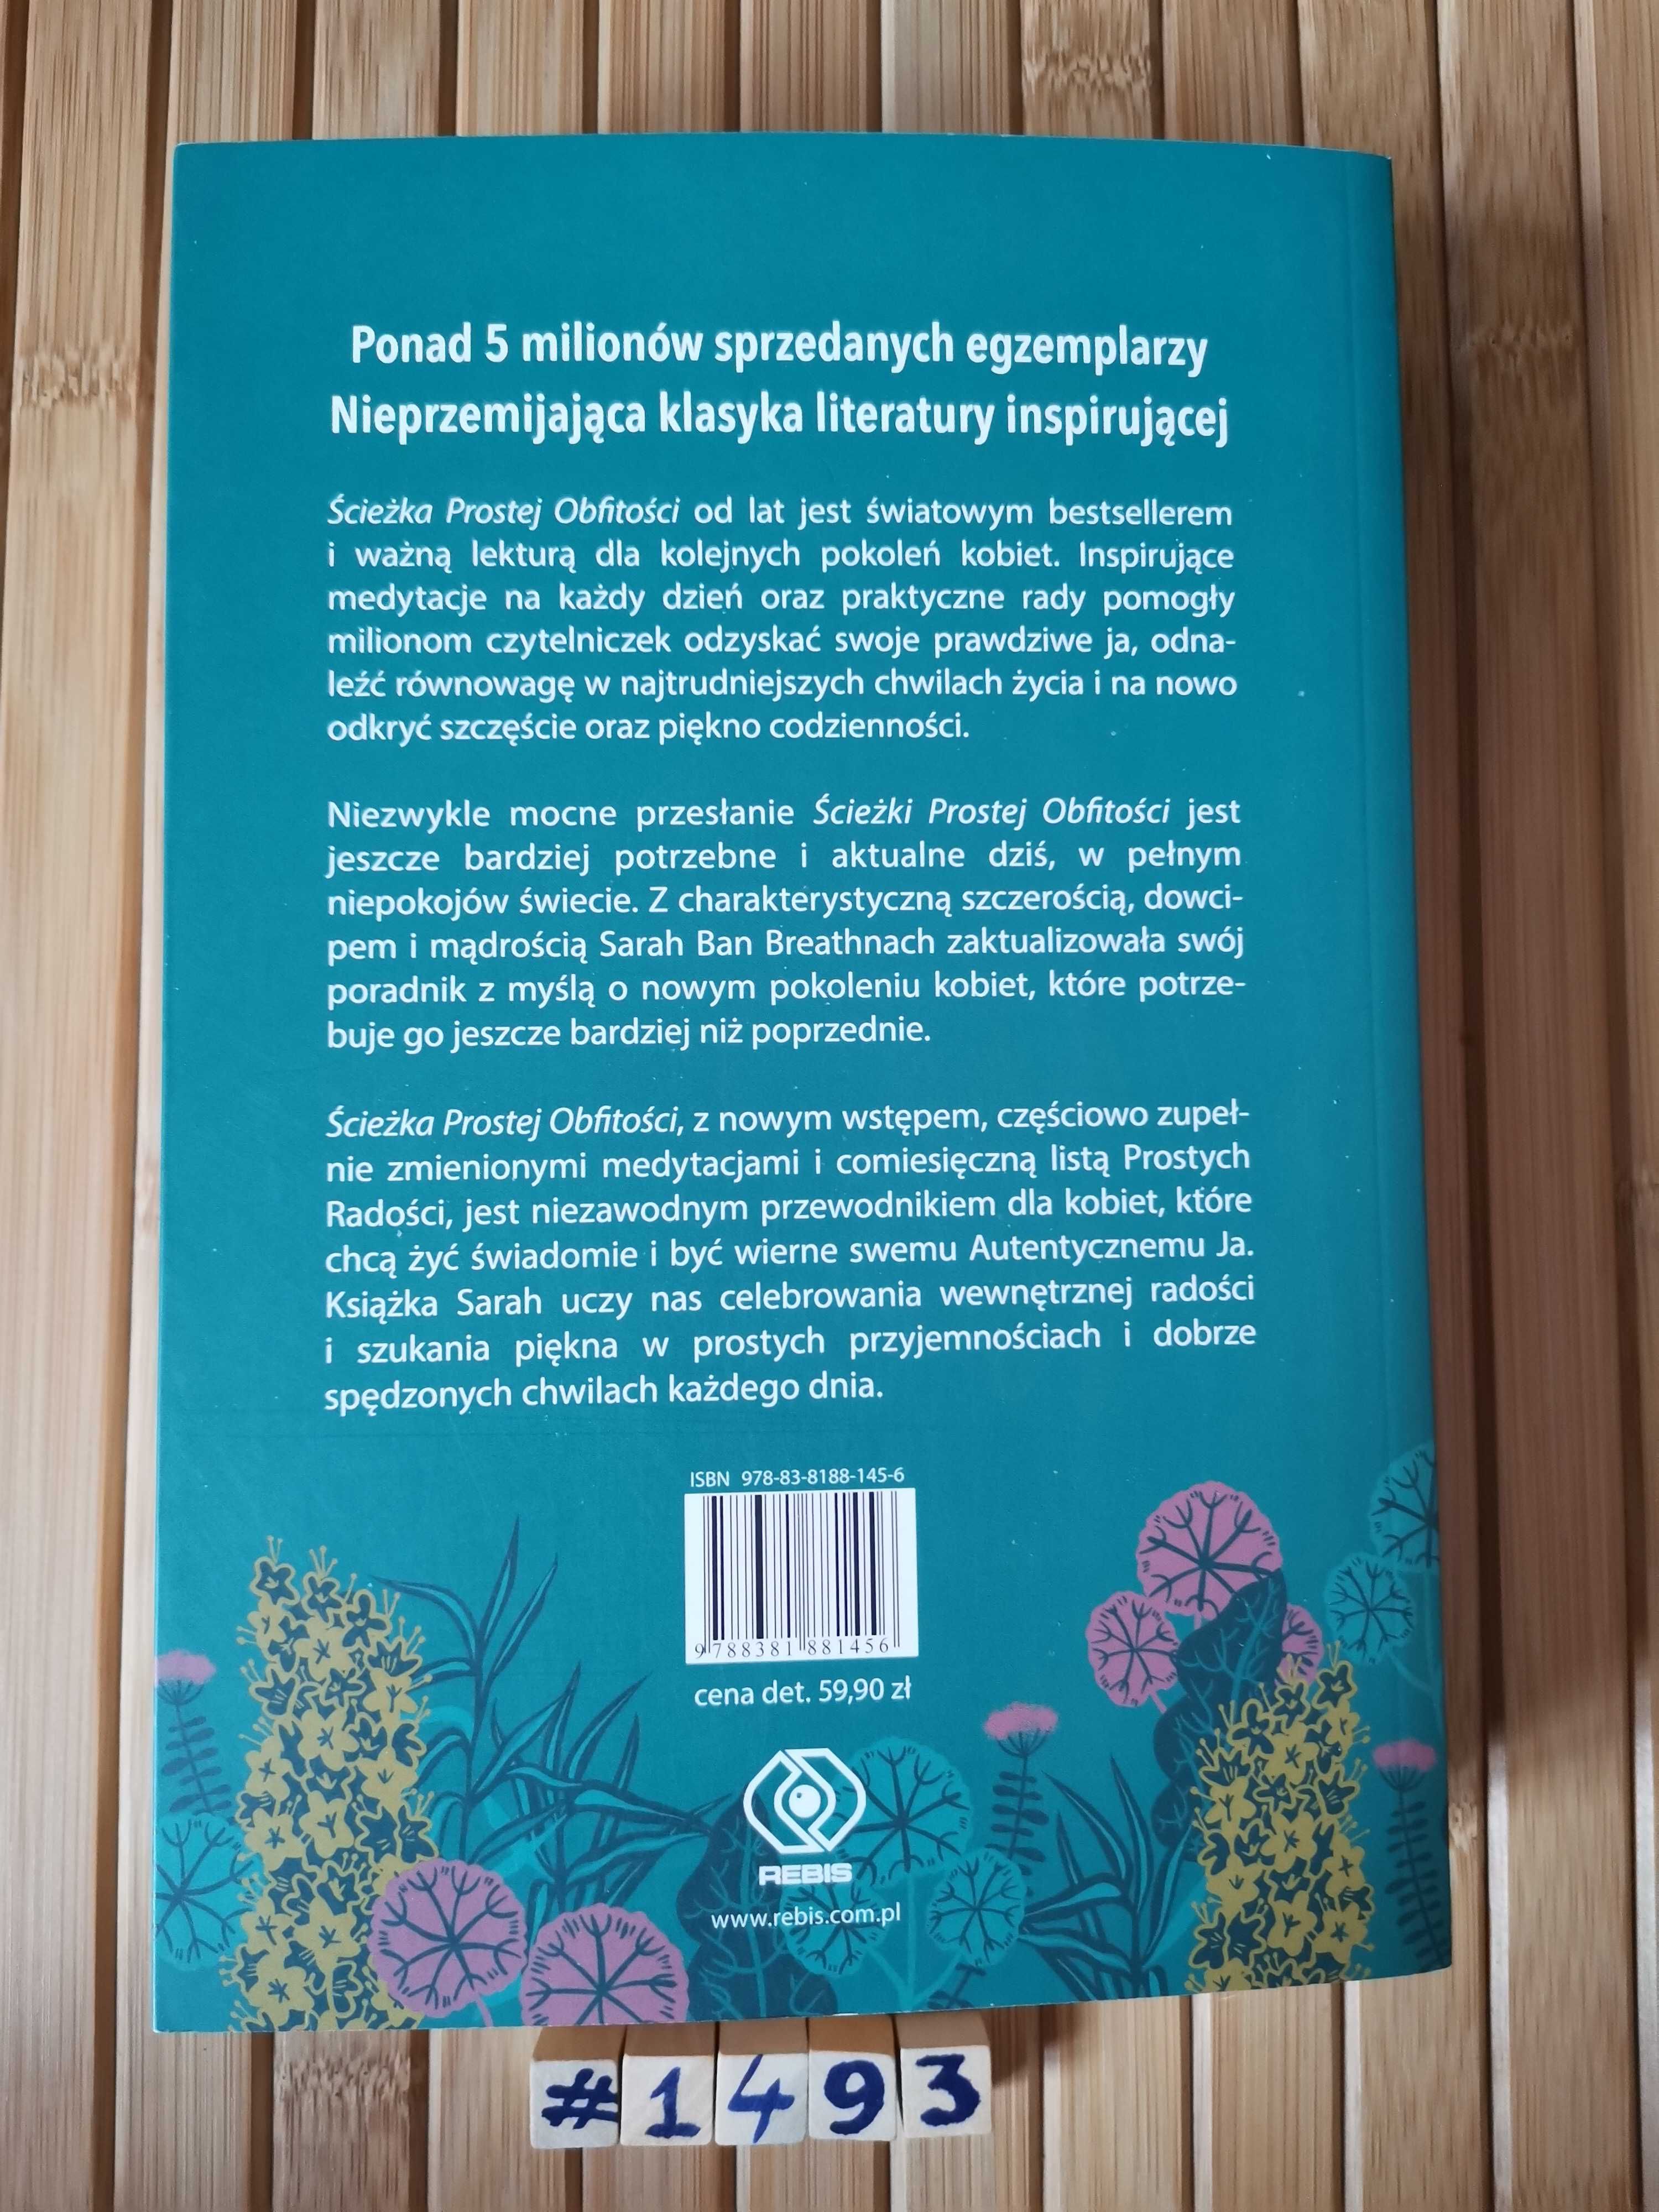 Ponad 5 milionów sprzedanych egzemplarzy
Nieprzemijająca klasyka literatury inspirującej
Ścieżka Prostej Obfitości od lat jest światowym bestsellerem
i ważną lekturą dla kolejnych pokoleń kobiet. Inspirujące
medytacje na każdy dzień oraz praktyczne rady pomogły
milionom czytelniczek odzyskać swoje prawdziwe ja, odna-
leźć równowagę w najtrudniejszych chwilach życia i na nowo
odkryć szczęście oraz piękno codzienności.
Niezwykle mocne przesłanie Ścieżki Prostej Obfitości jest
jeszcze bardziej potrzebne i aktualne dziś, w pełnym
niepokojów świecie. Z charakterystyczną szczerością, dowci-
pem i mądrością Sarah Ban Breathnach zaktualizowała swój
poradnik z myślą o nowym pokoleniu kobiet, które potrze-
buje go jeszcze bardziej niż poprzednie.
Ścieżka Prostej Obfitości, z nowym wstępem, częściowo zupeł-
nie zmienionymi medytacjami i comiesięczną listą Prostych
Radości, jest niezawodnym przewodnikiem dla kobiet, które
chcą żyć świadomie i być wierne swemu Autentycznemu Ja.
Książka Sarah uczy nas celebrowania wewnętrznej radości
i szukania piękna w prostych przyjemnościach i dobrze
spędzonych chwilach każdego dnia.
ISBN 978-83-8188-145-6
9 788381 881456
cena det. 59,90 zł
REBIS
www.rebis.com.pl
#1493